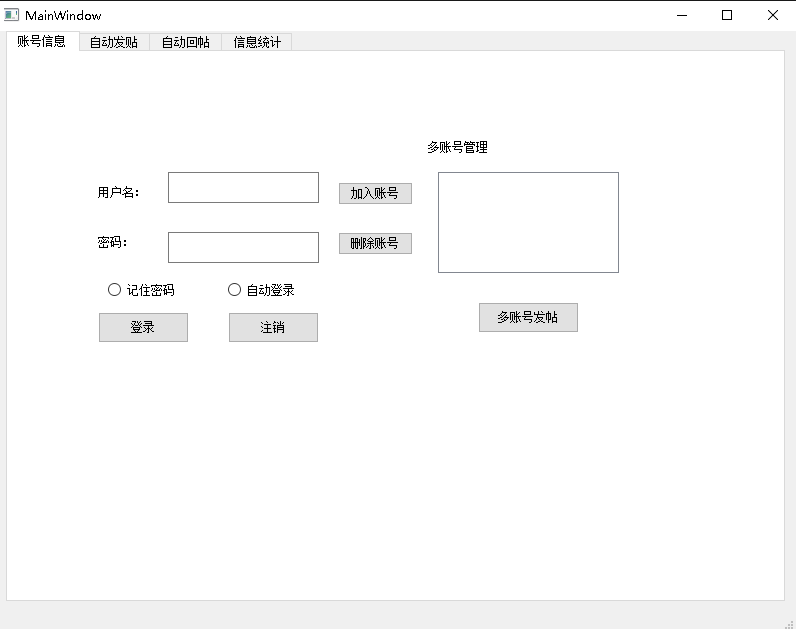 MainWindow
账号信息 自动发贴 自动回帖 信息统计
多账号管理
用户名： 加入账号
密码： 删除账号
记住密码 自动登录
登录 注销 多账号发帖